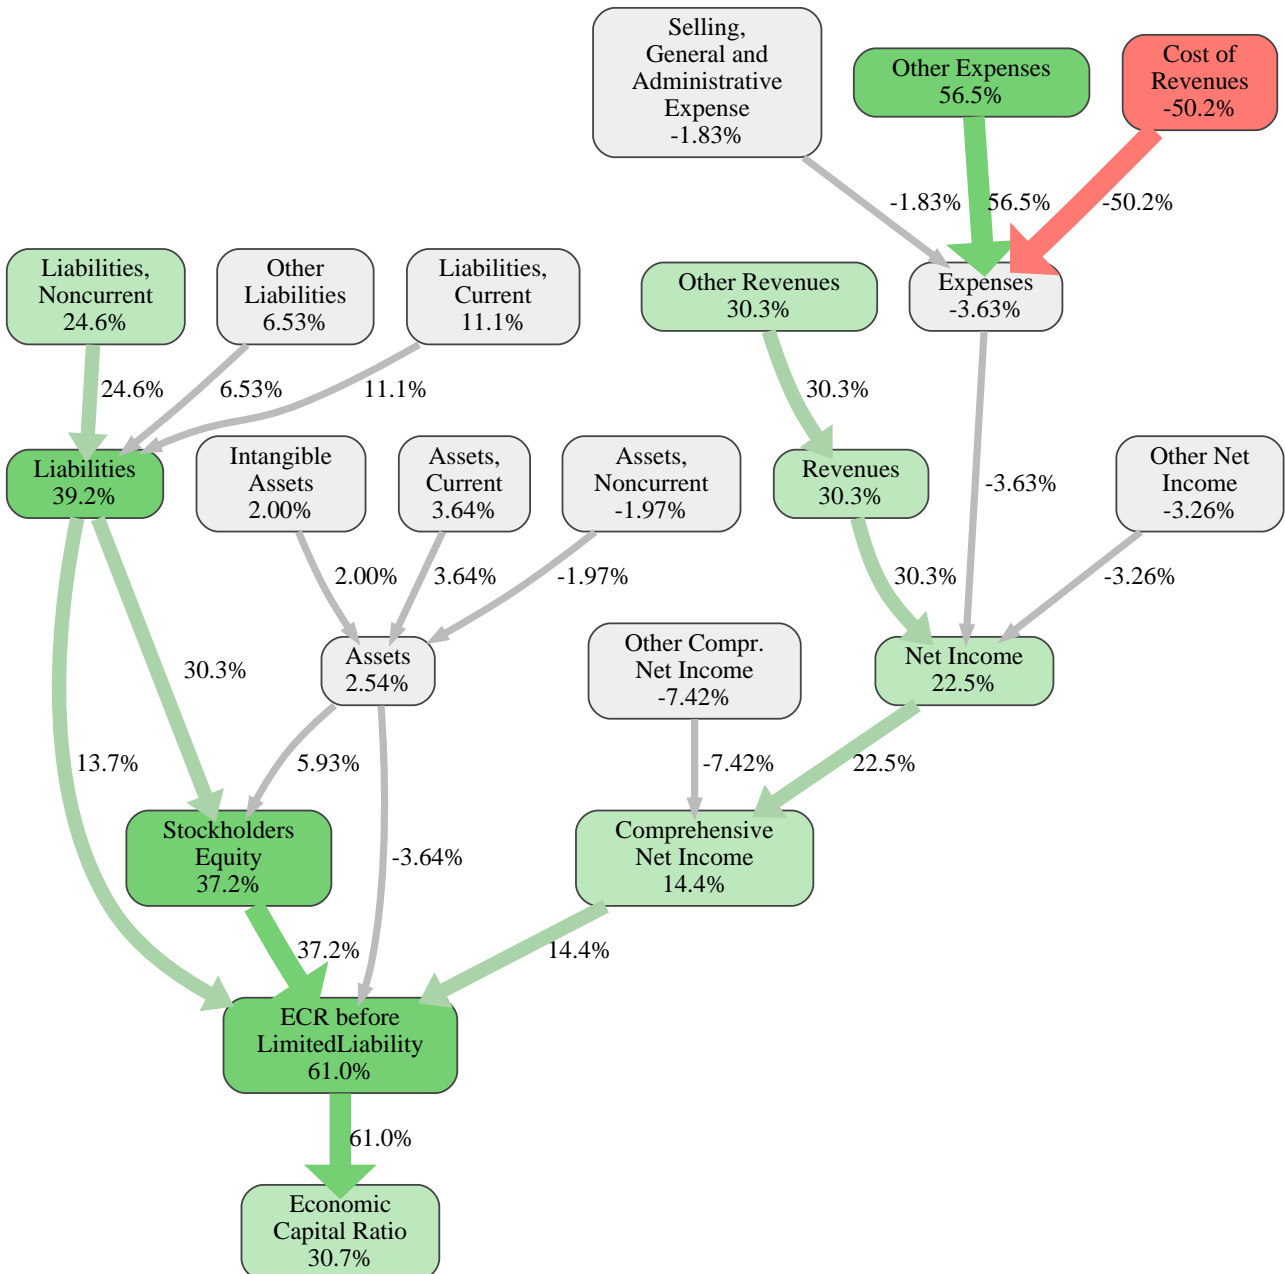 Selling,
General and
Administrative
Expense
-1.83%
Other Expenses
56.5%
Cost of
Revenues
-50.2%
-1.83%
56.5%
-50.2%
Liabilities,
Noncurrent
24.6%
Other
Liabilities
6.53%
Liabilities,
Current
11.1%
Other Revenues
30.3%
Expenses
-3.63%
24.6%
6.53%
11.1%
30.3%
Liabilities
39.2%
Intangible
Assets
2.00%
Assets,
Current
3.64%
Assets,
Noncurrent
-1.97%
Revenues
30.3%
-3.63%
Other Net
Income
-3.26%
2.00%
3.64%
-1.97%
30.3%
-3.26%
30.3%
Assets
2.54%
Other Compr.
Net Income
-7.42%
Net Income
22.5%
13.7%
5.93%
-7.42%
22.5%
Stockholders
Equity
37.2%
-3.64%
Comprehensive
Net Income
14.4%
37.2%
14.4%
ECR before
LimitedLiability
61.0%
61.0%
Economic
Capital Ratio
30.7%